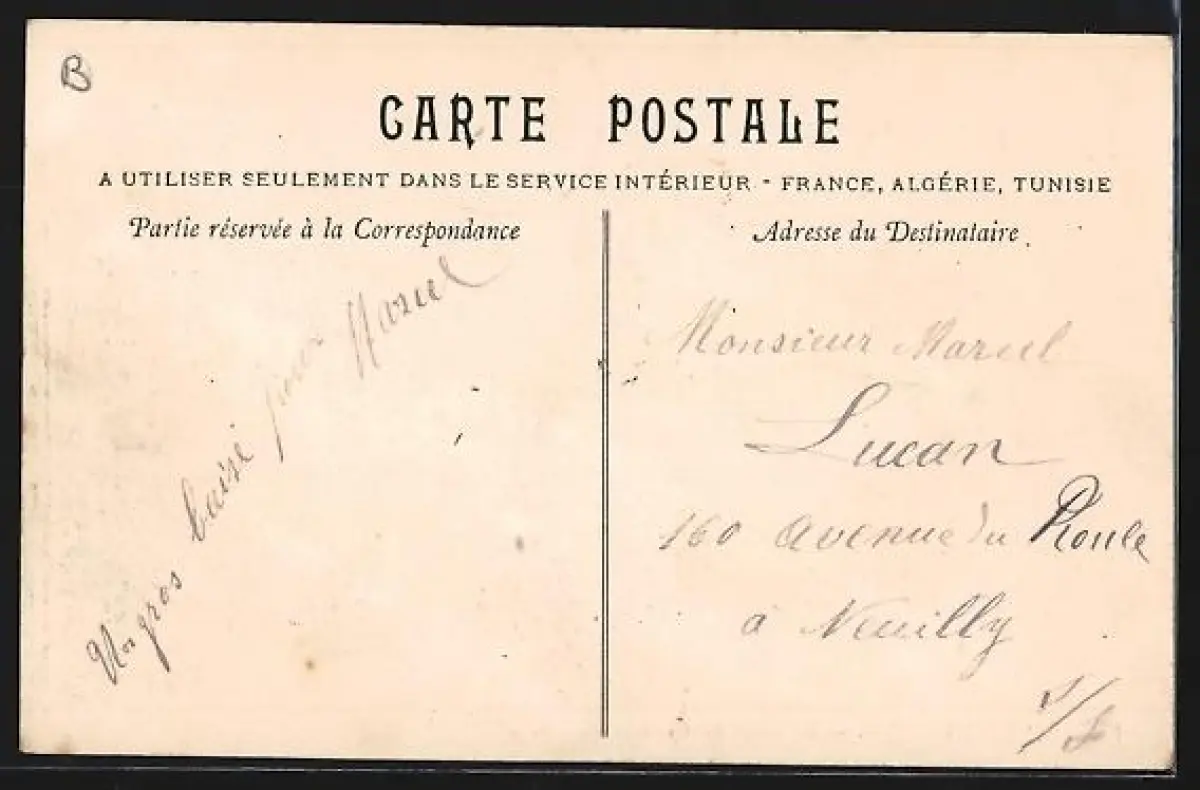 B
CARTE POSTALE
A UTILISER SEULEMENT DANS LE SERVICE INTÉRIEUR - FRANCE, ALGÉRIE, TUNISIE
Partie réservée à la Correspondance
Un gros baisé pour Marcel
Adresse du Destinataire
Monsieur Marcel
Lucan
160 Avenue du Roule
à Neuilly
s/S